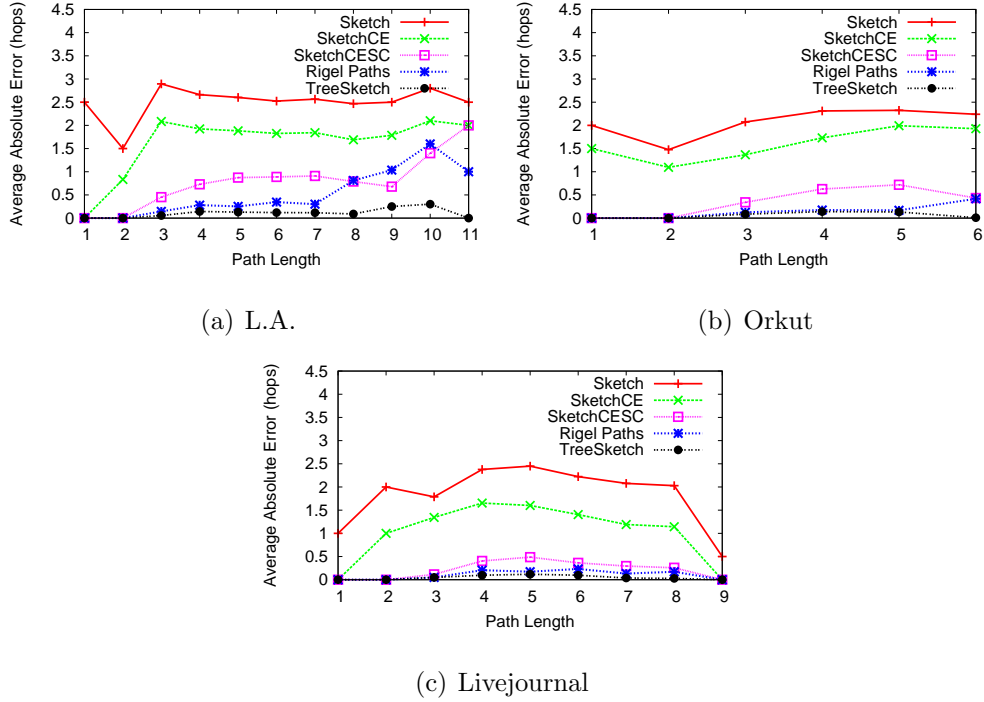 4.5
4
3.5
3
2.5
2
1.5
1
0.5
0
Average Absolute Error (hops)
Sketch
SketchCE
SketchCESC
Rigel Paths
TreeSketch
1 2 3 4 5 6 7 8 9 10 11
Path Length
(a) L.A.
4.5
4
3.5
3
2.5
2
1.5
1
0.5
0
Average Absolute Error (hops)
Sketch
SketchCE
SketchCESC
Rigel Paths
TreeSketch
1 2 3 4 5 6
Path Length
(b) Orkut
4.5
4
3.5
3
2.5
2
1.5
1
0.5
0
Average Absolute Error (hops)
Sketch
SketchCE
SketchCESC
Rigel Paths
TreeSketch
1 2 3 4 5 6 7 8 9
Path Length
(c) Livejournal